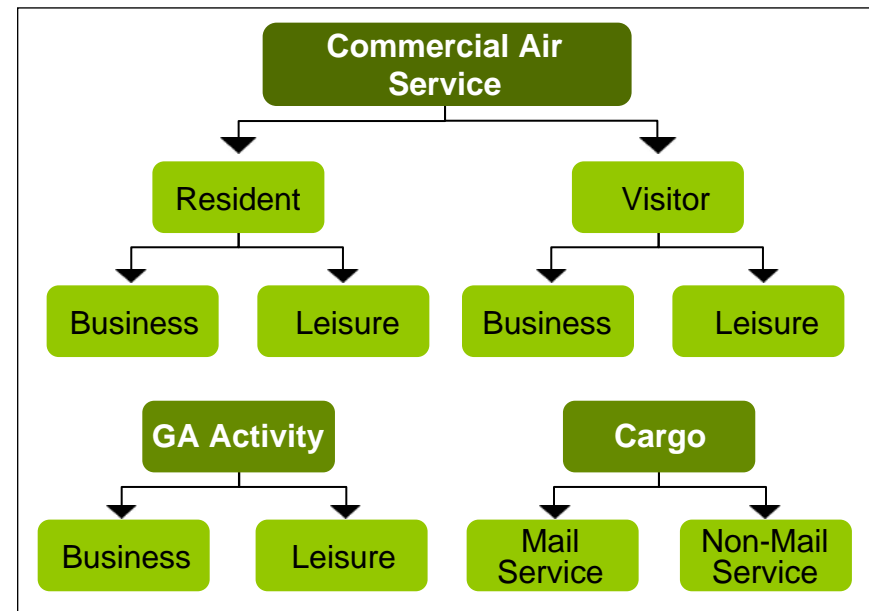 Commercial Air
Service
Resident
Visitor
Business
Leisure
Business
Leisure
GA Activity
Cargo
Business
Leisure
Mail
Service
Non-Mail
Service